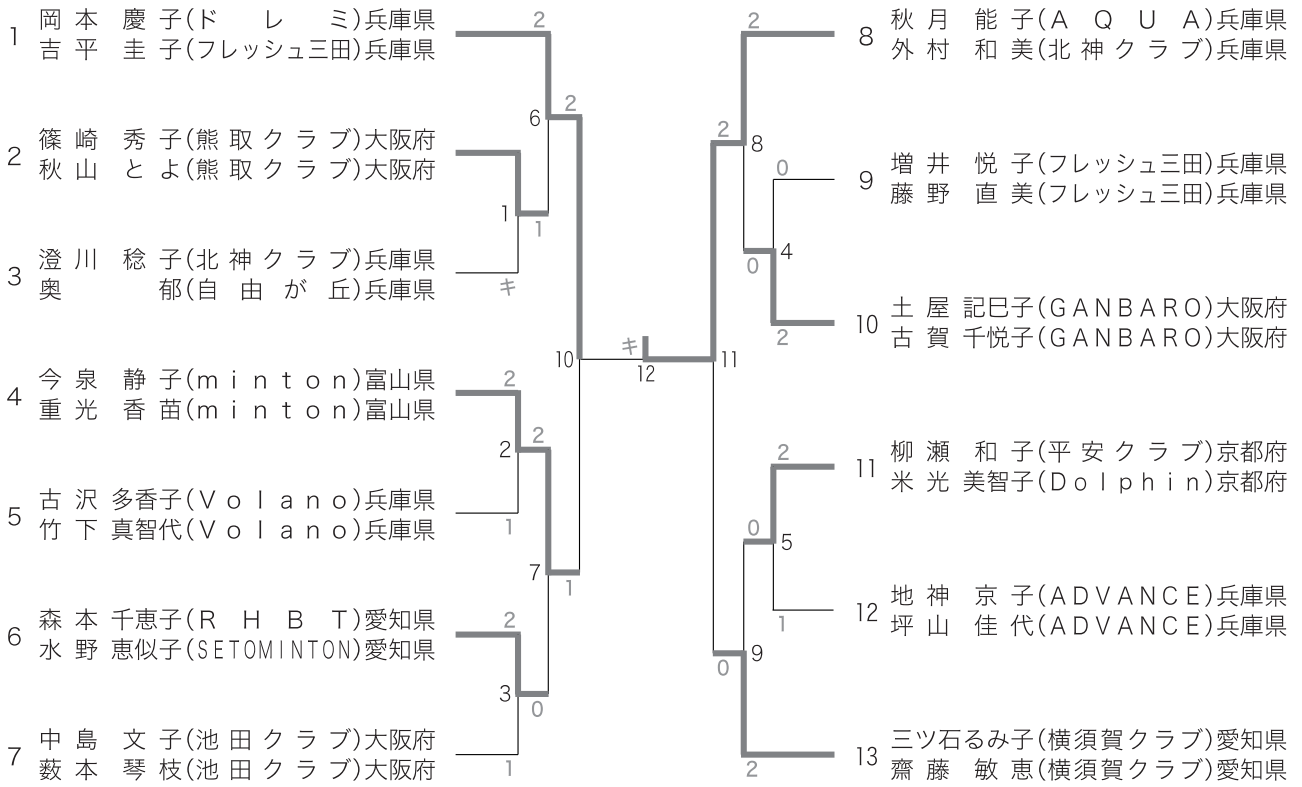 1
岡本 慶子(ドレミ)兵庫県
吉平 圭子(フレッシュ三田)兵庫県
2
篠崎 秀子(熊取クラブ)大阪府
秋山 とよ(熊取クラブ)大阪府
3
澄川 稔子(北神クラブ)兵庫県
奥 郁(自由が丘)兵庫県
4
今泉 静子(minton)富山県
重光 香苗(minton)富山県
5
古沢 多香子(Volano)兵庫県
竹下 真智代(Volano)兵庫県
6
森本 千恵子(RHBT)愛知県
水野 恵似子(SETOMINTON)愛知県
7
中島 文子(池田クラブ)大阪府
薮本 琴枝(池田クラブ)大阪府
2
6
2
1
1
キ
2
2
2
1
7
1
2
3
0
1
10
キ
12
11
2
2
8
0
4
0
2
2
0
5
1
9
0
2
8
秋月 能子(AQUA)兵庫県
外村 和美(北神クラブ)兵庫県
9
増井 悦子(フレッシュ三田)兵庫県
藤野 直美(フレッシュ三田)兵庫県
10
土屋 記巳子(GANBARO)大阪府
古賀 千悦子(GANBARO)大阪府
11
柳瀬 和子(平安クラブ)京都府
米光 美智子(Dolphin)京都府
12
地神 京子(ADVANCE)兵庫県
坪山 佳代(ADVANCE)兵庫県
13
三ツ石るみ子(横須賀クラブ)愛知県
齋藤 敏恵(横須賀クラブ)愛知県